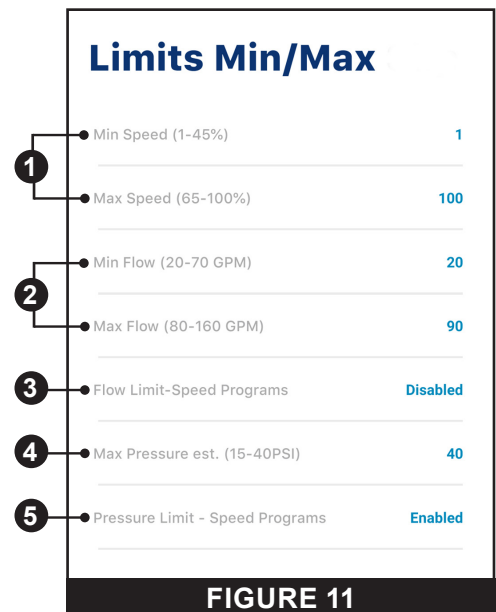 Limits Min/Max
1
Min Speed (1-45%) 1
Max Speed (65-100%) 100
2
Min Flow (20-70 GPM) 20
Max Flow (80-160 GPM) 90
3 Flow Limit-Speed Programs Disabled
4 Max Pressure est. (15-40PSI) 40
5 Pressure Limit - Speed Programs Enabled
FIGURE 11